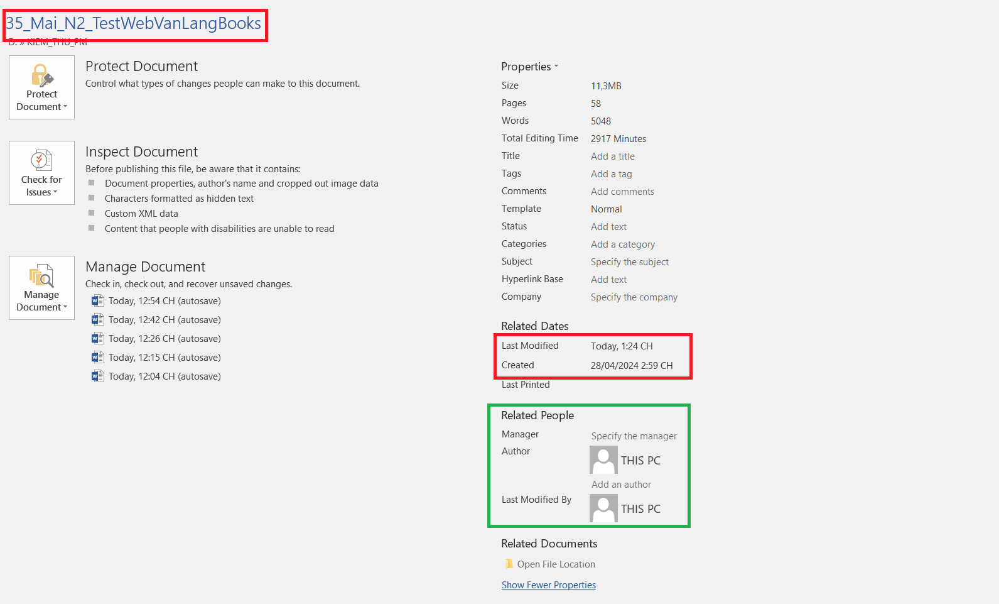 35_Mai_N2_TestWebVanLangBooks
D: » KIEM_THU_PM
Protect Document
Protect Document
Control what types of changes people can make to this document.
Check for Issues
Inspect Document
Before publishing this file, be aware that it contains:
Document properties, author's name and cropped out image data
Characters formatted as hidden text
Custom XML data
Content that people with disabilities are unable to read
Manage Document
Manage Document
Check in, check out, and recover unsaved changes.
Today, 12:54 CH (autosave)
Today, 12:42 CH (autosave)
Today, 12:26 CH (autosave)
Today, 12:15 CH (autosave)
Today, 12:04 CH (autosave)
Properties
Size 11,3MB
Pages 58
Words 5048
Total Editing Time 2917 Minutes
Title Add a title
Tags Add a tag
Comments Add comments
Template Normal
Status Add text
Categories Add a category
Subject Specify the subject
Hyperlink Base Add text
Company Specify the company
Related Dates
Last Modified Today, 1:24 CH
Created 28/04/2024 2:59 CH
Last Printed
Related People
Manager Specify the manager
Author THIS PC
Add an author
Last Modified By THIS PC
Related Documents
Open File Location
Show Fewer Properties